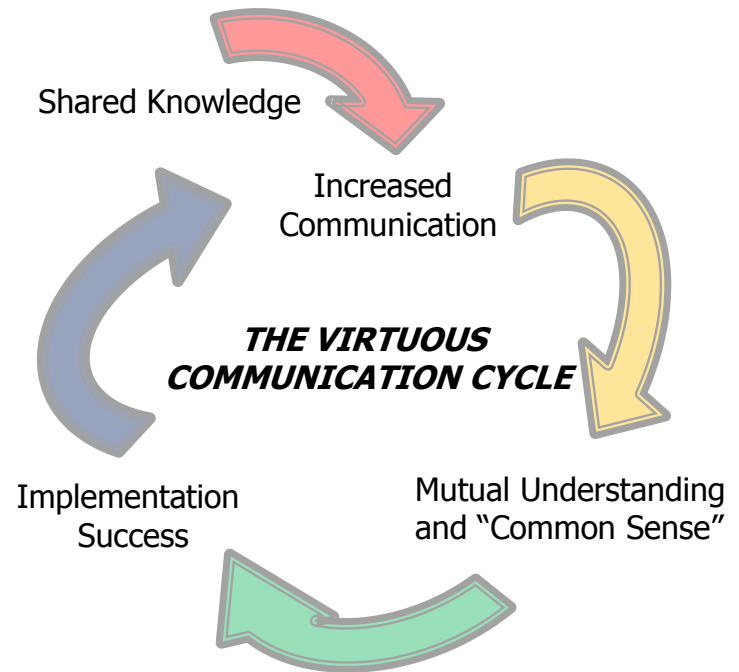 Shared Knowledge
Increased
Communication
THE VIRTUOUS
COMMUNICATION CYCLE
Mutual Understanding
and “Common Sense”
Implementation
Success